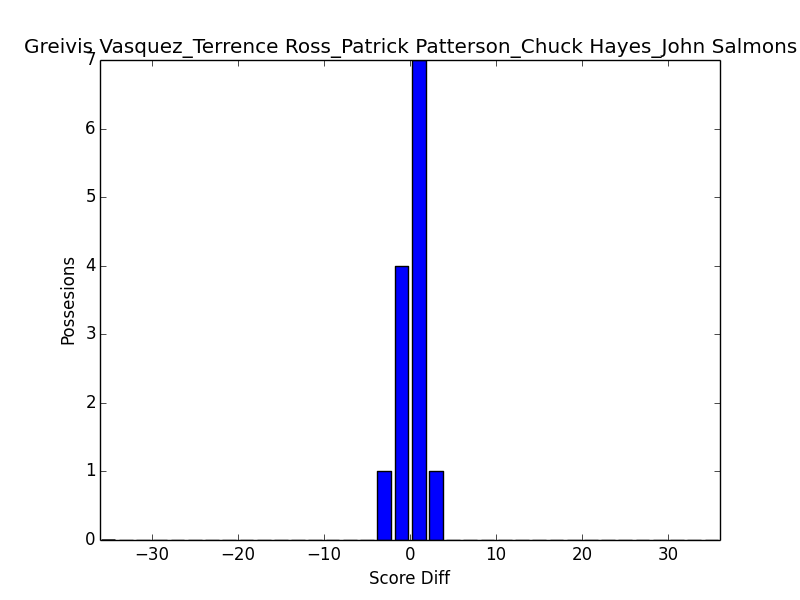 Greivis Vasquez_Terrence Ross_Patrick Patterson_Chuck Hayes_John Salmons
7
6
5
4
3
2
1
0
Possesions
−30 −20 −10 0 10 20 30
Score Diff